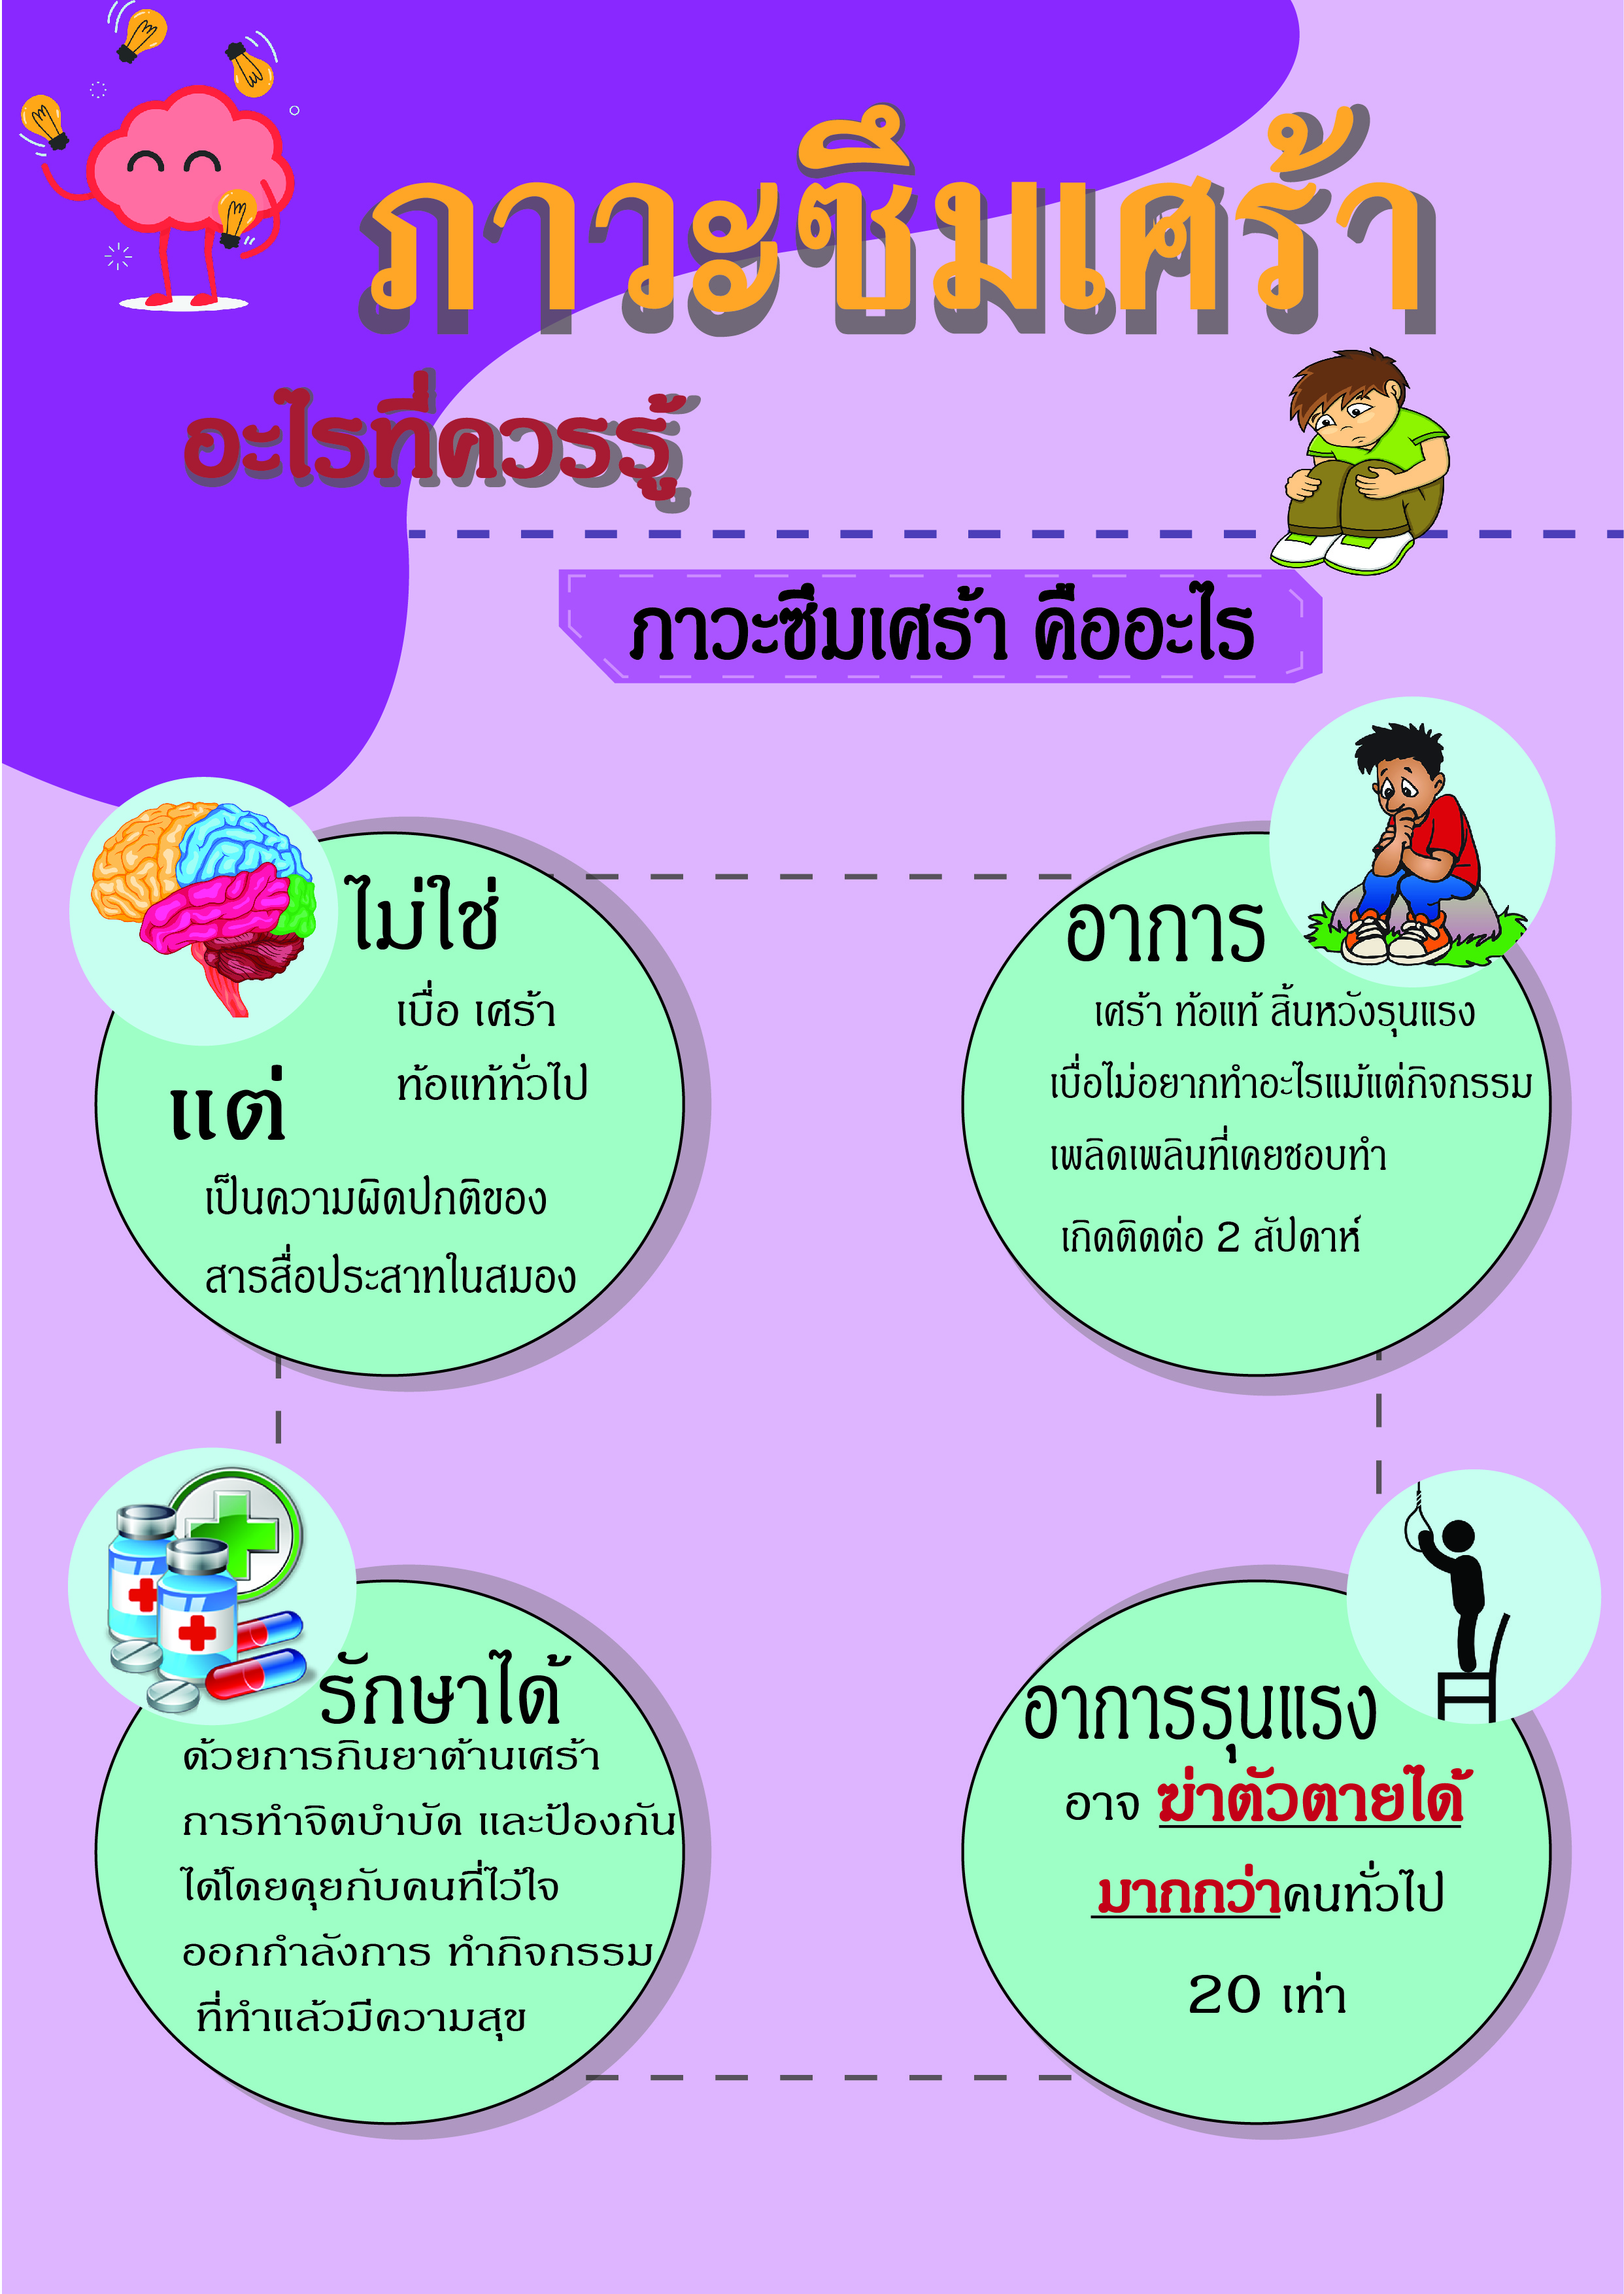 ภาวะซึมเศร้า
อะไรที่ควรรู้
ภาวะซึมเศร้า คืออะไร
ไม่ใช่
เบื่อ เศร้า
ท้อแท้ทั่วไป
แต่
เป็นความผิดปกติของ
สารสื่อประสาทในสมอง
อาการ
เศร้า ท้อแท้ สิ้นหวังรุนแรง
เบื่อไม่อยากทำอะไรแม้แต่กิจกรรม
เพลิดเพลินที่เคยชอบทำ
เกิดติดต่อ 2 สัปดาห์
รักษาได้
ด้วยการกินยาต้านเศร้า
การทำจิตบำบัด และป้องกัน
ได้โดยคุยกับคนที่ไว้ใจ
ออกกำลังการ ทำกิจกรรม
ที่ทำแล้วมีความสุข
อาการรุนแรง
อาจ ฆ่าตัวตายได้
มากกว่าคนทั่วไป
20 เท่า